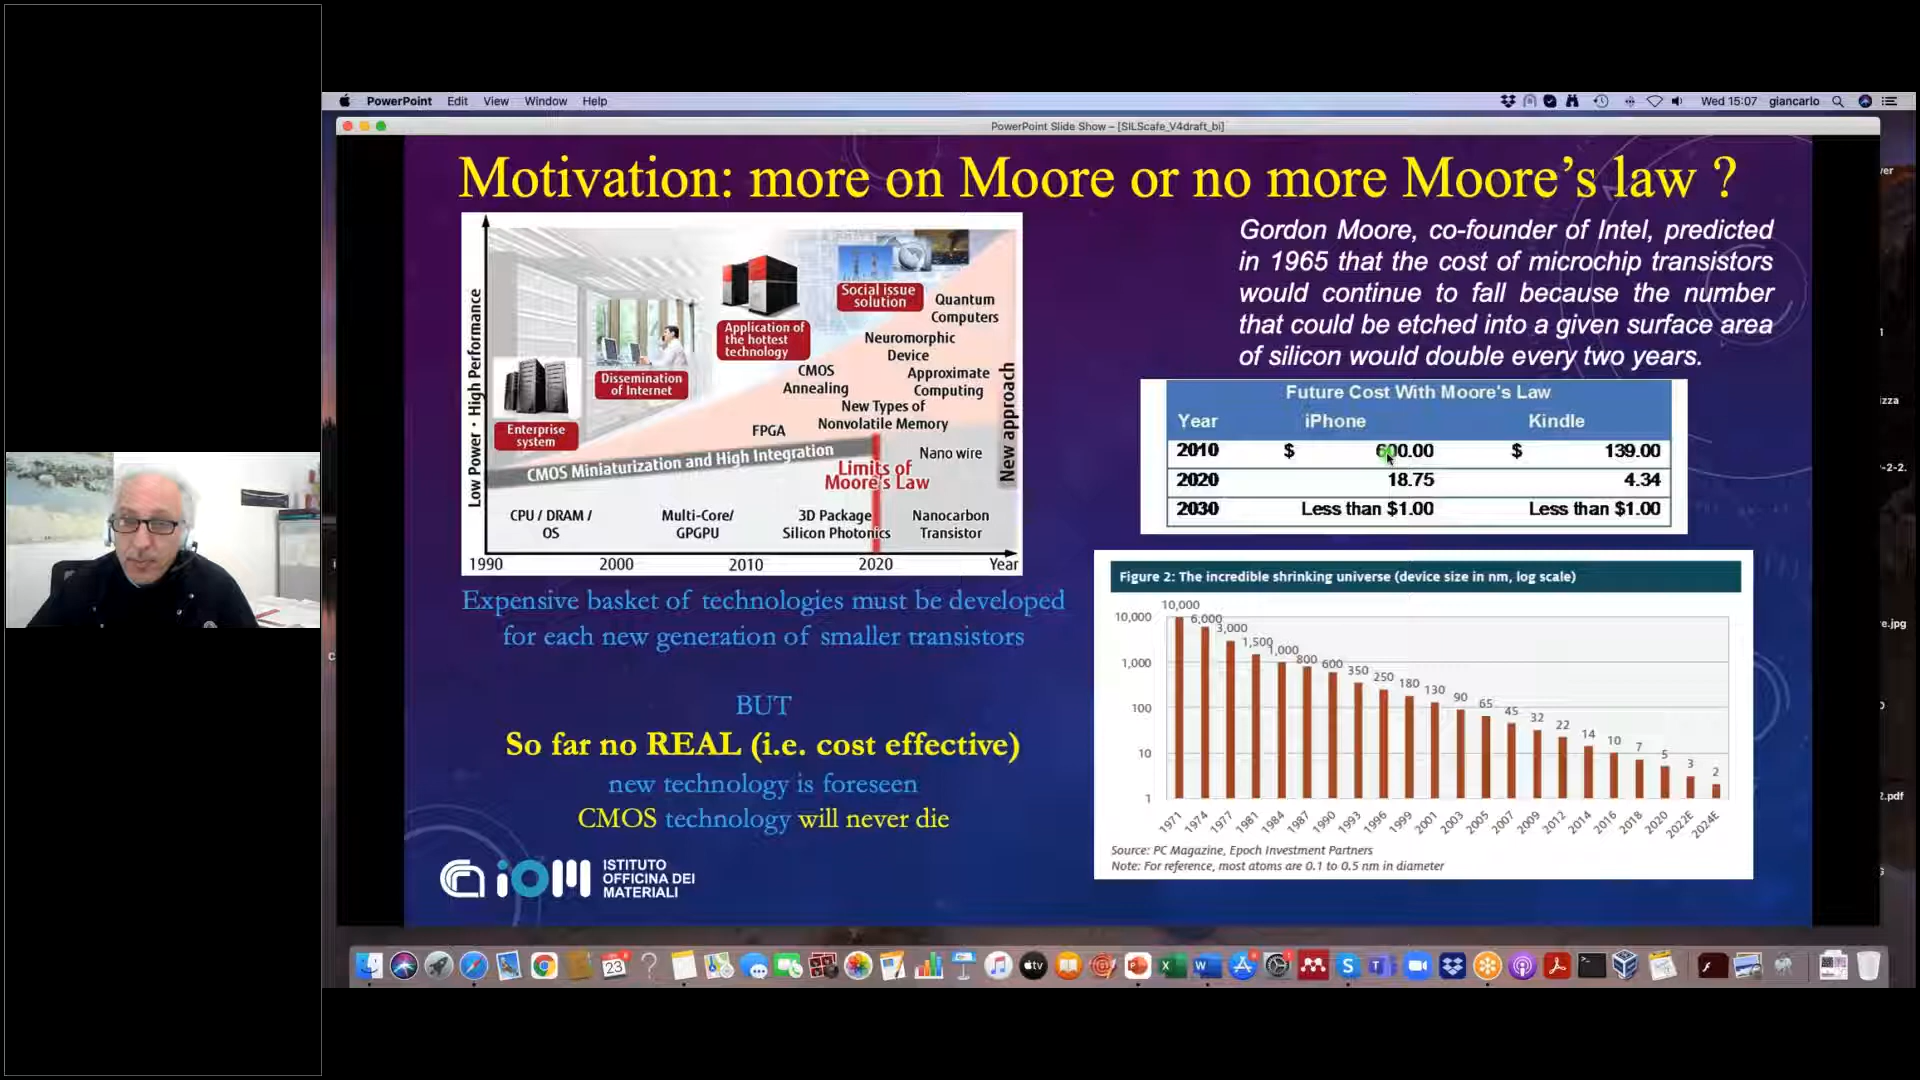 PowerPoint Edit View Window Help
Wed 15:07 giancarlo
PowerPoint Slide Show – [SILScafe_V4draft_bi]
Motivation: more on Moore or no more Moore's law ?
Low Power・High Performance
Enterprise
system
Dissemination
of Internet
Application of
the hottest
technology
Social issue
solution
Quantum
Computers
Neuromorphic
Device
CMOS
Annealing
Approximate
Computing
New Types of
Nonvolatile Memory
FPGA
CMOS Miniaturization and High Integration
Limits of
Moore's Law
Nano wire
New approach
CPU / DRAM /
OS
Multi-Core/
GPGPU
3D Package
Silicon Photonics
Nanocarbon
Transistor
1990 2000 2010 2020 Year
Expensive basket of technologies must be developed
for each new generation of smaller transistors
BUT
So far no REAL (i.e. cost effective)
new technology is foreseen
CMOS technology will never die
ISTITUTO
OFFICINA DEI
MATERIALI
iOM
Gordon Moore, co-founder of Intel, predicted
in 1965 that the cost of microchip transistors
would continue to fall because the number
that could be etched into a given surface area
of silicon would double every two years.
Future Cost With Moore's Law
Year iPhone Kindle
2010 $ 600.00 $ 139.00
2020 18.75 4.34
2030 Less than $1.00 Less than $1.00
Figure 2: The incredible shrinking universe (device size in nm, log scale)
10,000 1,000 100 10 1
10,000 6,000 3,000 1,500 1,000 800 600 350 250 180 130 90 65 45 32 22 14 10 7 5 3 2
1971 1974 1977 1981 1984 1987 1990 1993 1996 1999 2001 2003 2005 2007 2009 2012 2014 2016 2018 2020 2022E 2024E
Source: PC Magazine, Epoch Investment Partners
Note: For reference, most atoms are 0.1 to 0.5 nm in diameter
23
tv